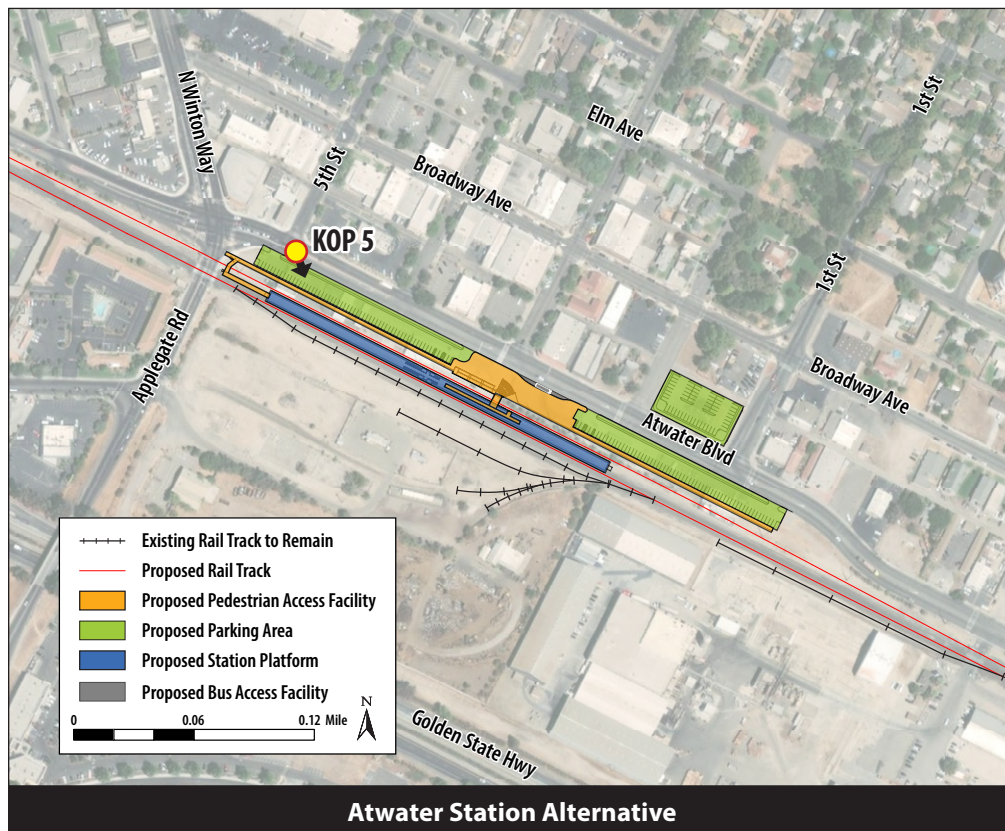 N Winton Way
Elm Ave
1st St
5th St
Broadway Ave
KOP 5
1st St
Applegate Rd
Broadway Ave
Atwater Blvd
Existing Rail Track to Remain
Proposed Rail Track
Proposed Pedestrian Access Facility
Proposed Parking Area
Proposed Station Platform
Proposed Bus Access Facility
N
0 0.06 0.12 Mile
Golden State Hwy
Atwater Station Alternative